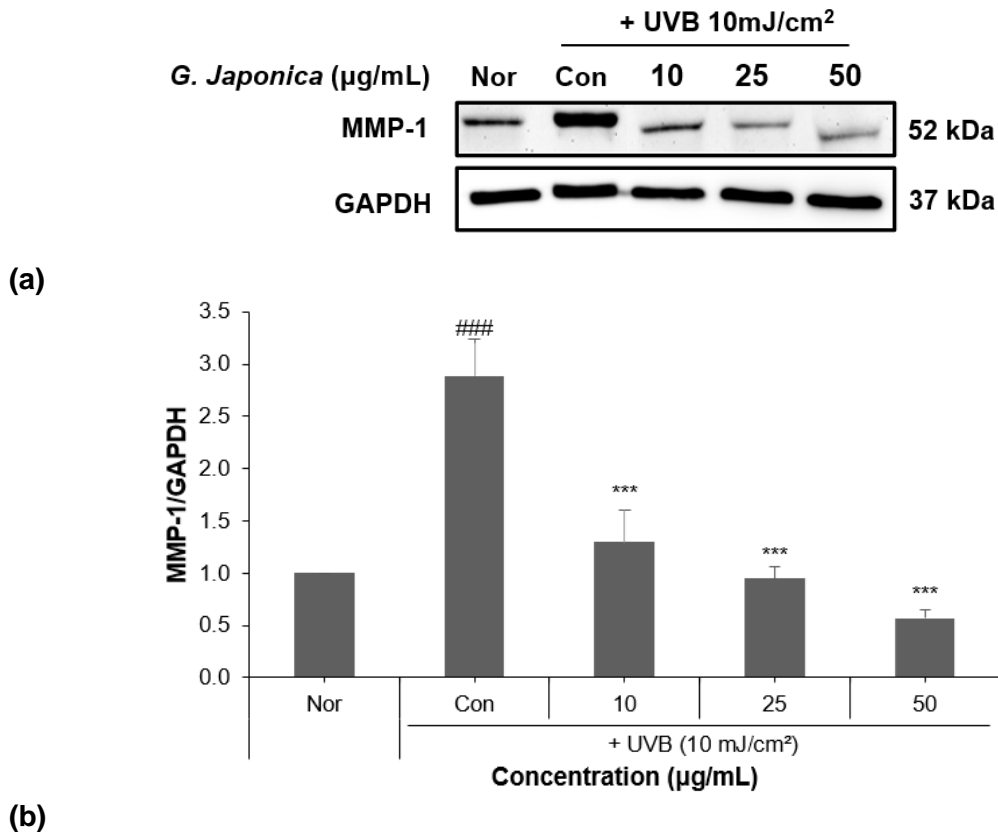 + UVB 10mJ/cm²
G. Japonica (µg/mL) Nor Con 10 25 50
MMP-1 52 kDa
GAPDH 37 kDa
(a)
3.5
###
3.0
2.5
2.0
***
1.5
***
1.0
***
0.5
0.0
MMP-1/GAPDH
Nor Con 10 25 50
+ UVB (10 mJ/cm²)
Concentration (µg/mL)
(b)